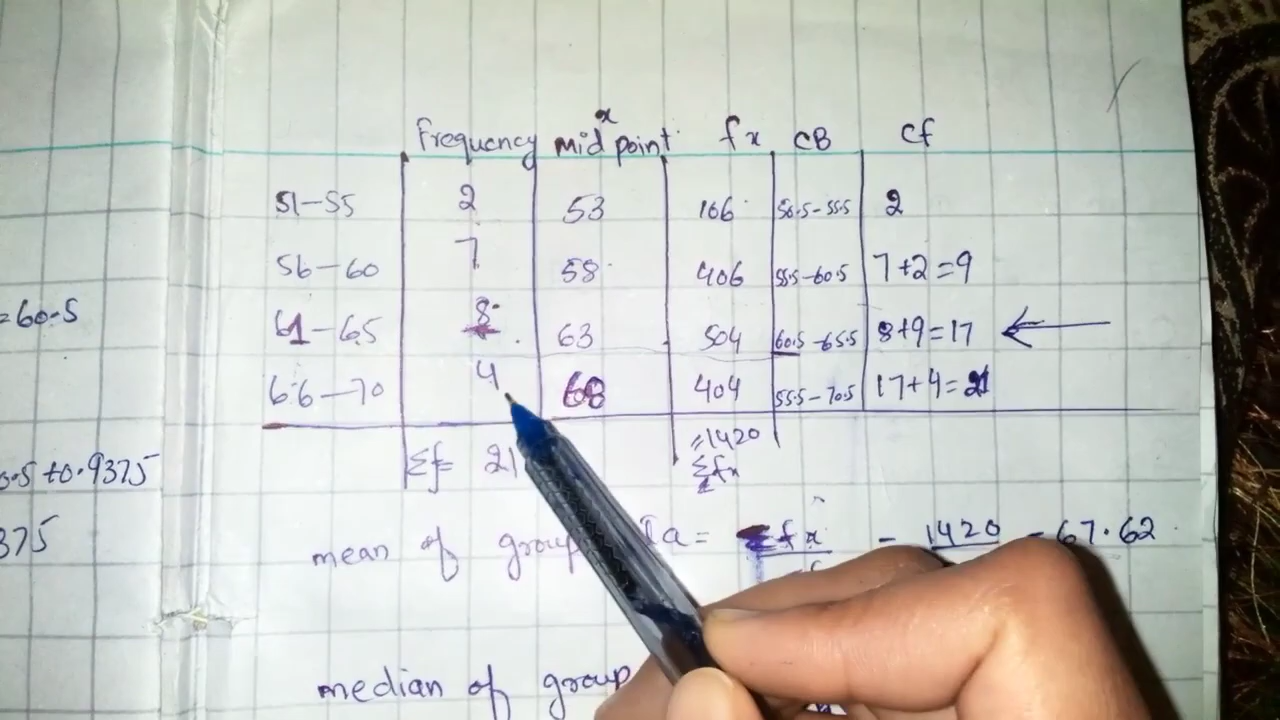 x
Frequency mid point fx CB Cf
51-55 2 53 106 50.5-55.5 2
56-60 7 58 406 55.5-60.5 7+2=9
61-65 8 63 504 60.5-65.5 8+9=17
66-70 4 68 404 55.5-70.5 17+4=21
Σf= 21 =1420
Σfx
mean of group = Σfx = 1420 = 67.62
median of group
=60.5
0.5+0.9375
375